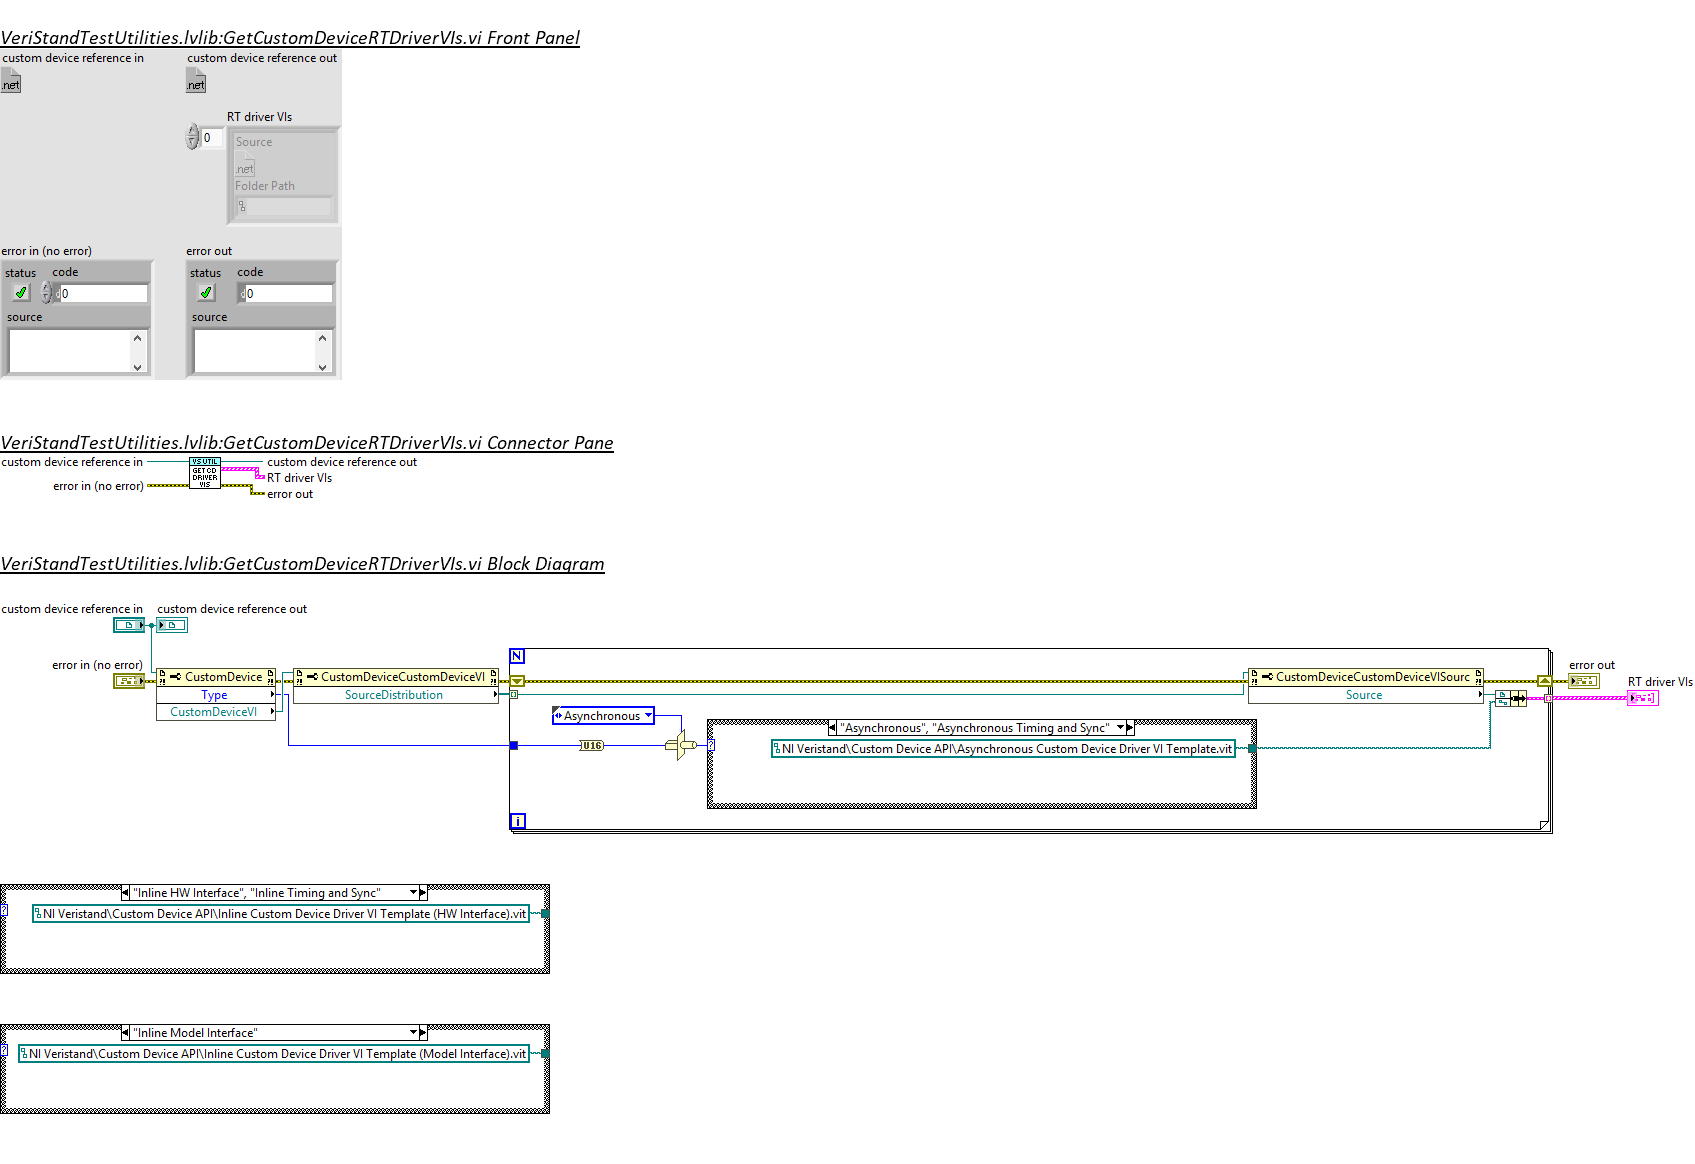 VeriStandTestUtilities.lvlib:GetCustomDeviceRTDriverVIs.vi Front Panel
custom device reference in
custom device reference out
.net
.net
RT driver VIs
0
Source
.net
Folder Path
error in (no error)
error out
status
code
status
code
0
0
source
source
VeriStandTestUtilities.lvlib:GetCustomDeviceRTDriverVIs.vi Connector Pane
custom device reference in
VS UTIL
GET CD
DRIVER
VIS
custom device reference out
RT driver VIs
error in (no error)
error out
VeriStandTestUtilities.lvlib:GetCustomDeviceRTDriverVIs.vi Block Diagram
custom device reference in
custom device reference out
error in (no error)
CustomDevice
Type
CustomDeviceVI
CustomDeviceCustomDeviceVI
SourceDistribution
N
Asynchronous
U16
?
"Asynchronous", "Asynchronous Timing and Sync"
NI Veristand\Custom Device API\Asynchronous Custom Device Driver VI Template.vit
CustomDeviceCustomDeviceVISourc
Source
error out
RT driver VIs
i
"Inline HW Interface", "Inline Timing and Sync"
?
NI Veristand\Custom Device API\Inline Custom Device Driver VI Template (HW Interface).vit
"Inline Model Interface"
?
NI Veristand\Custom Device API\Inline Custom Device Driver VI Template (Model Interface).vit